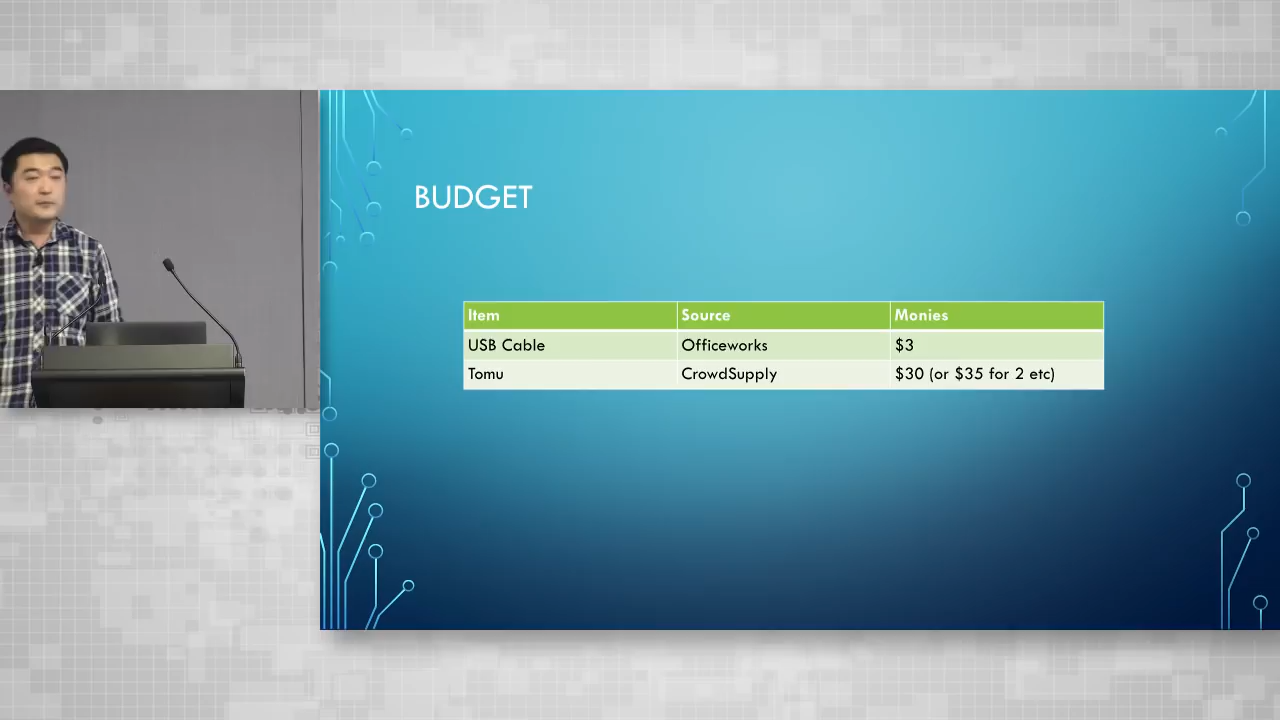 BUDGET
Item Source Monies
USB Cable Officeworks $3
Tomu CrowdSupply $30 (or $35 for 2 etc)